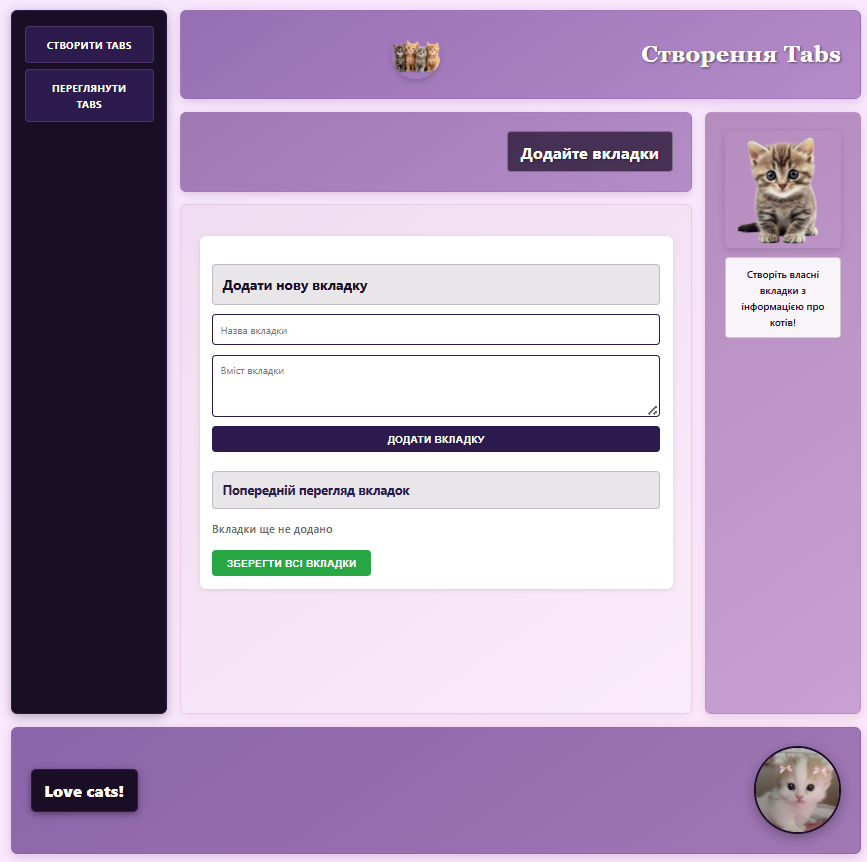 СТВОРИТИ TABS
ПЕРЕГЛЯНУТИ
TABS
Створення Tabs
Додайте вкладки
Створіть власні
вкладки з
інформацією про
котів!
Додати нову вкладку
Назва вкладки
Вміст вкладки
ДОДАТИ ВКЛАДКУ
Попередній перегляд вкладок
Вкладки ще не додано
ЗБЕРЕГТИ ВСІ ВКЛАДКИ
Love cats!